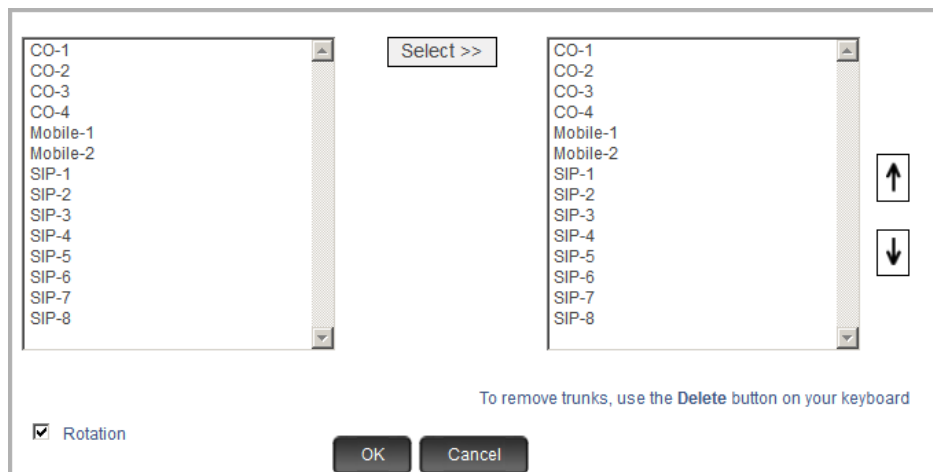 CO-1
CO-2
CO-3
CO-4
Mobile-1
Mobile-2
SIP-1
SIP-2
SIP-3
SIP-4
SIP-5
SIP-6
SIP-7
SIP-8
Select >>
CO-1
CO-2
CO-3
CO-4
Mobile-1
Mobile-2
SIP-1
SIP-2
SIP-3
SIP-4
SIP-5
SIP-6
SIP-7
SIP-8
To remove trunks, use the Delete button on your keyboard
Rotation
OK
Cancel